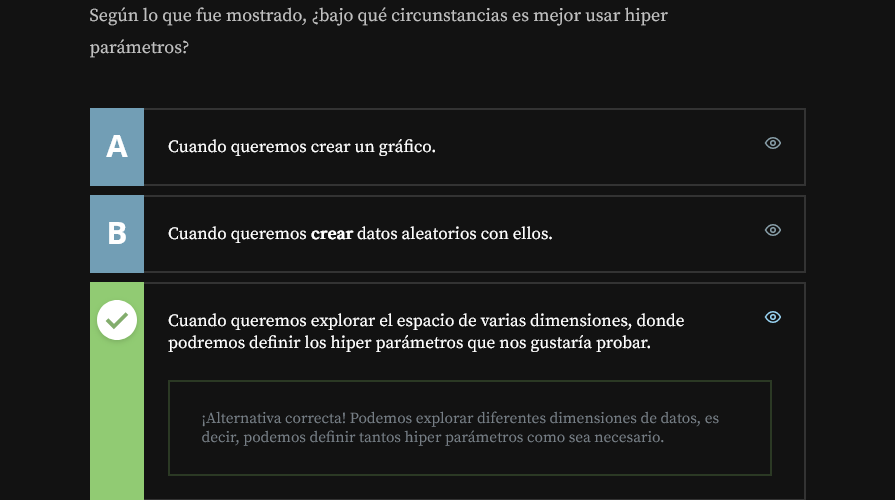 Según lo que fue mostrado, ¿bajo qué circunstancias es mejor usar hiper
parámetros?
A
Cuando queremos crear un gráfico.
B
Cuando queremos crear datos aleatorios con ellos.
Cuando queremos explorar el espacio de varias dimensiones, donde
podremos definir los hiper parámetros que nos gustaría probar.
¡Alternativa correcta! Podemos explorar diferentes dimensiones de datos, es
decir, podemos definir tantos hiper parámetros como sea necesario.